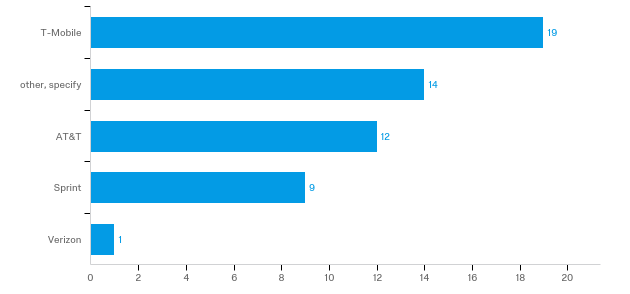 T-Mobile 19
other, specify 14
AT&T 12
Sprint 9
Verizon 1
0 2 4 6 8 10 12 14 16 18 20